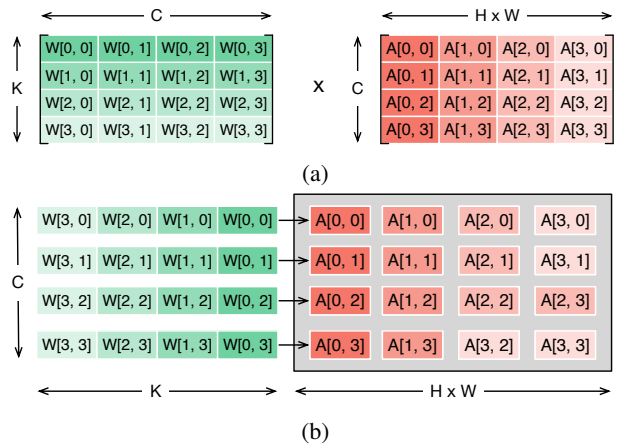 C
H x W
K
W[0, 0] W[0, 1] W[0, 2] W[0, 3]
W[1, 0] W[1, 1] W[1, 2] W[1, 3]
W[2, 0] W[2, 1] W[2, 2] W[2, 3]
W[3, 0] W[3, 1] W[3, 2] W[3, 3]
x
C
A[0, 0] A[1, 0] A[2, 0] A[3, 0]
A[0, 1] A[1, 1] A[2, 1] A[3, 1]
A[0, 2] A[1, 2] A[2, 2] A[3, 2]
A[0, 3] A[1, 3] A[2, 3] A[3, 3]
(a)
C
W[3, 0] W[2, 0] W[1, 0] W[0, 0] A[0, 0] A[1, 0] A[2, 0] A[3, 0]
W[3, 1] W[2, 1] W[1, 1] W[0, 1] A[0, 1] A[1, 1] A[2, 1] A[3, 1]
W[3, 2] W[2, 2] W[1, 2] W[0, 2] A[0, 2] A[1, 2] A[2, 2] A[2, 3]
W[3, 3] W[2, 3] W[1, 3] W[0, 3] A[0, 3] A[1, 3] A[3, 2] A[3, 3]
K
H x W
(b)